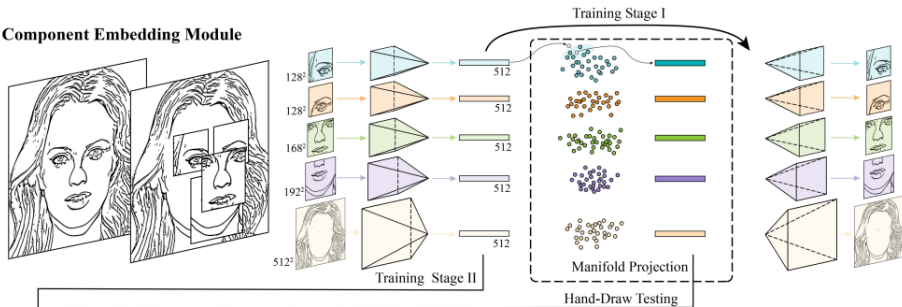 Training Stage I
Component Embedding Module
128²
512
128²
512
168²
512
192²
512
512²
512
Training Stage II
Manifold Projection
Hand-Draw Testing